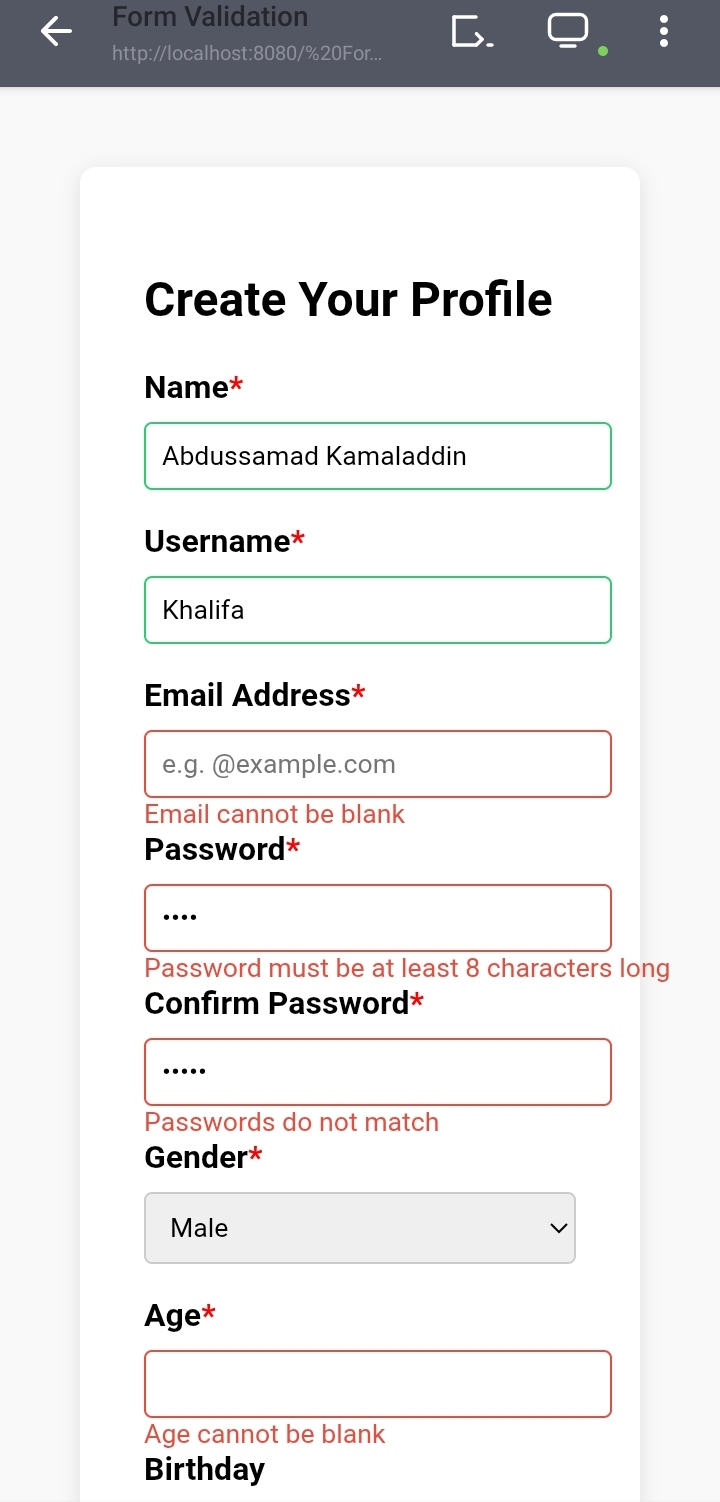 Form Validation
http://localhost:8080/%20For...
Create Your Profile
Name*
Abdussamad Kamaladdin
Username*
Khalifa
Email Address*
e.g. @example.com
Email cannot be blank
Password*
••••
Password must be at least 8 characters long
Confirm Password*
•••••
Passwords do not match
Gender*
Male
Age*
Age cannot be blank
Birthday